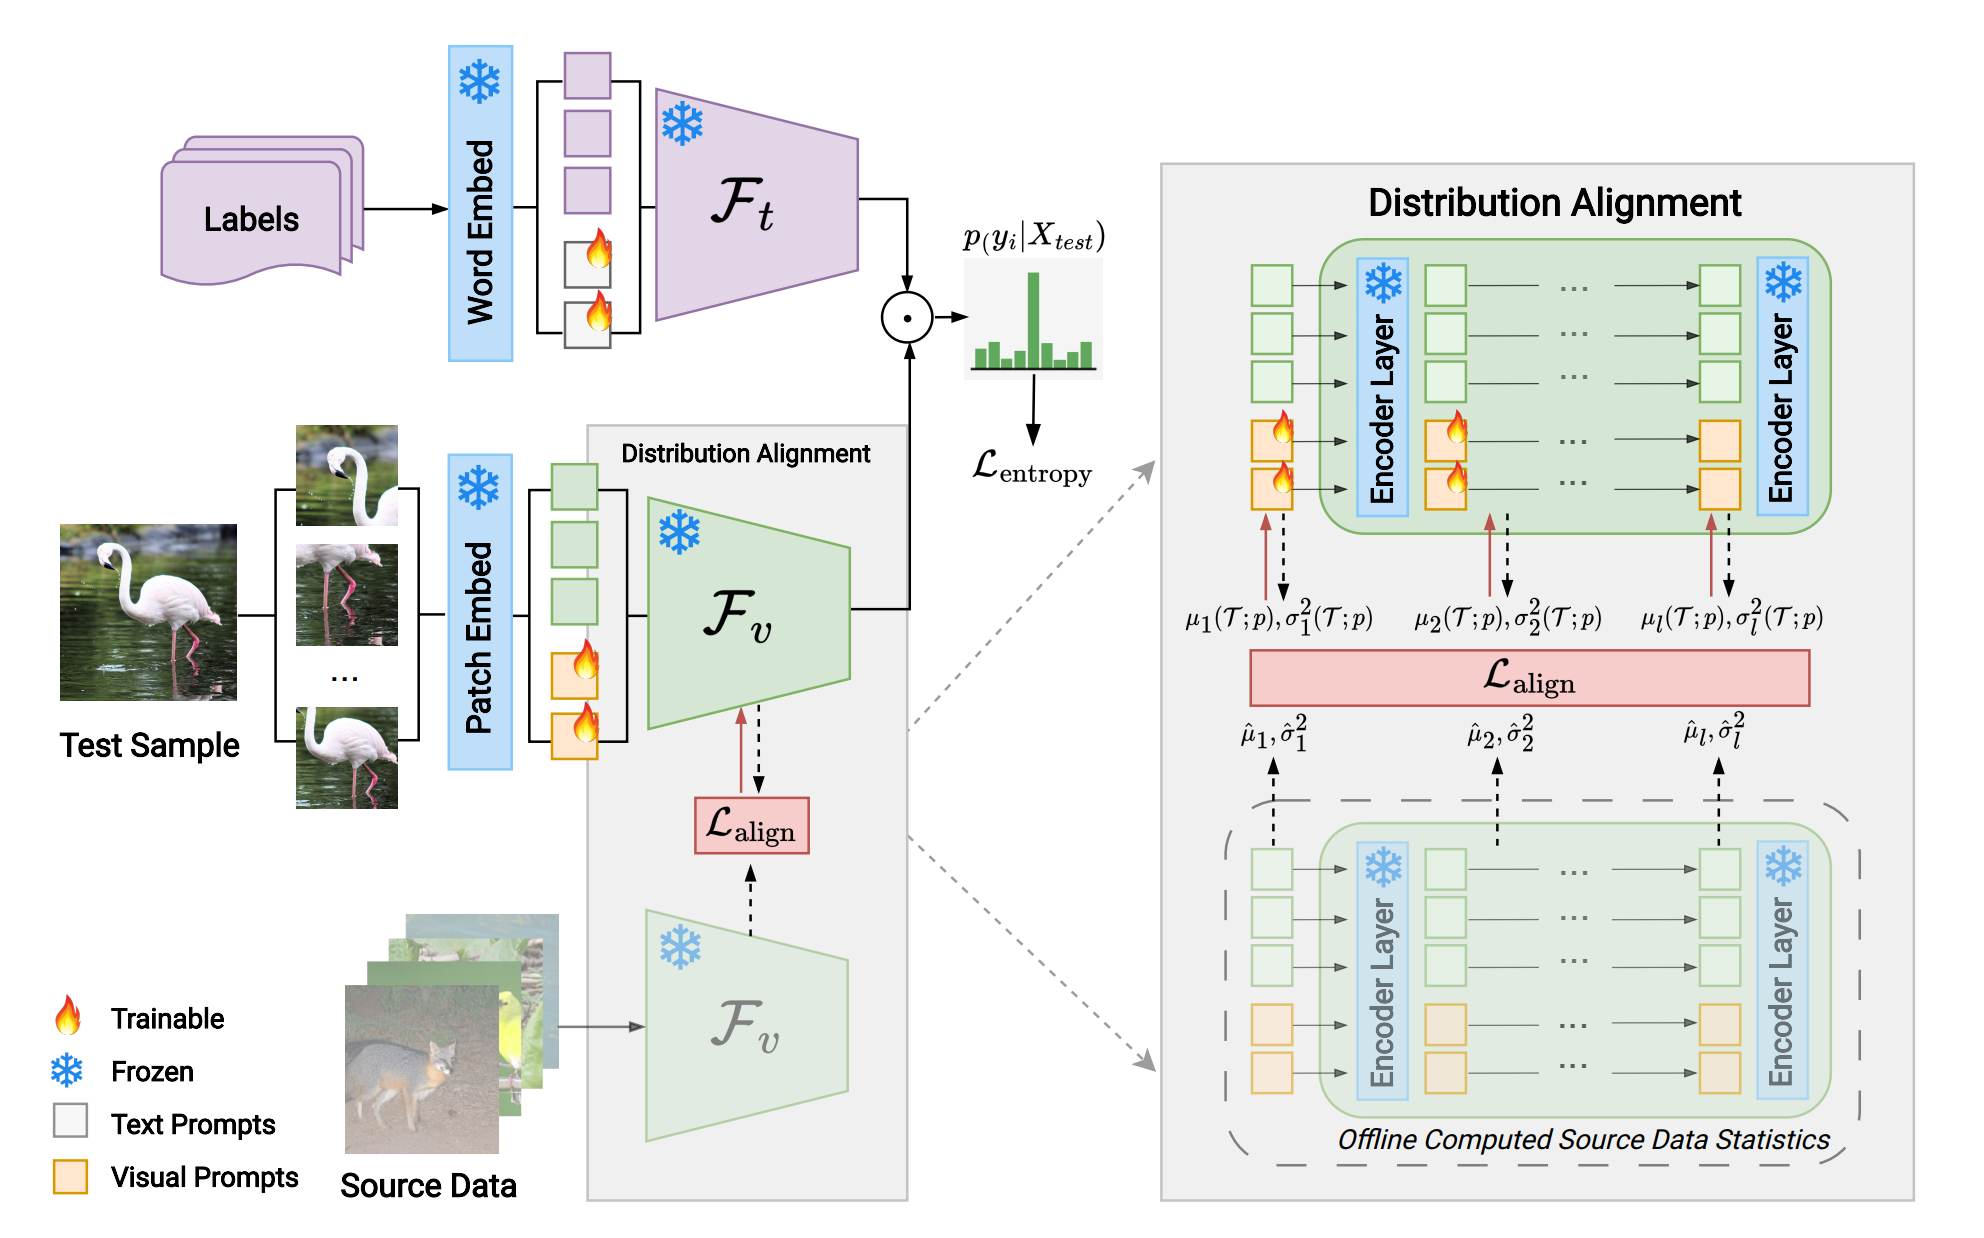 Labels
Word Embed
$\mathcal{F}_t$
$p(y_i|X_{test})$
$\mathcal{L}_{\text{entropy}}$
Test Sample
...
Patch Embed
Distribution Alignment
$\mathcal{F}_v$
$\mathcal{L}_{\text{align}}$
$\mathcal{F}_v$
Source Data
Trainable
Frozen
Text Prompts
Visual Prompts
Distribution Alignment
Encoder Layer
...
...
...
...
...
Encoder Layer
$\mu_1(\mathcal{T};p), \sigma_1^2(\mathcal{T};p)$
$\mu_2(\mathcal{T};p), \sigma_2^2(\mathcal{T};p)$
$\mu_l(\mathcal{T};p), \sigma_l^2(\mathcal{T};p)$
$\mathcal{L}_{\text{align}}$
$\hat{\mu}_1, \hat{\sigma}_1^2$
$\hat{\mu}_2, \hat{\sigma}_2^2$
$\hat{\mu}_l, \hat{\sigma}_l^2$
Encoder Layer
...
...
...
...
...
Encoder Layer
Offline Computed Source Data Statistics